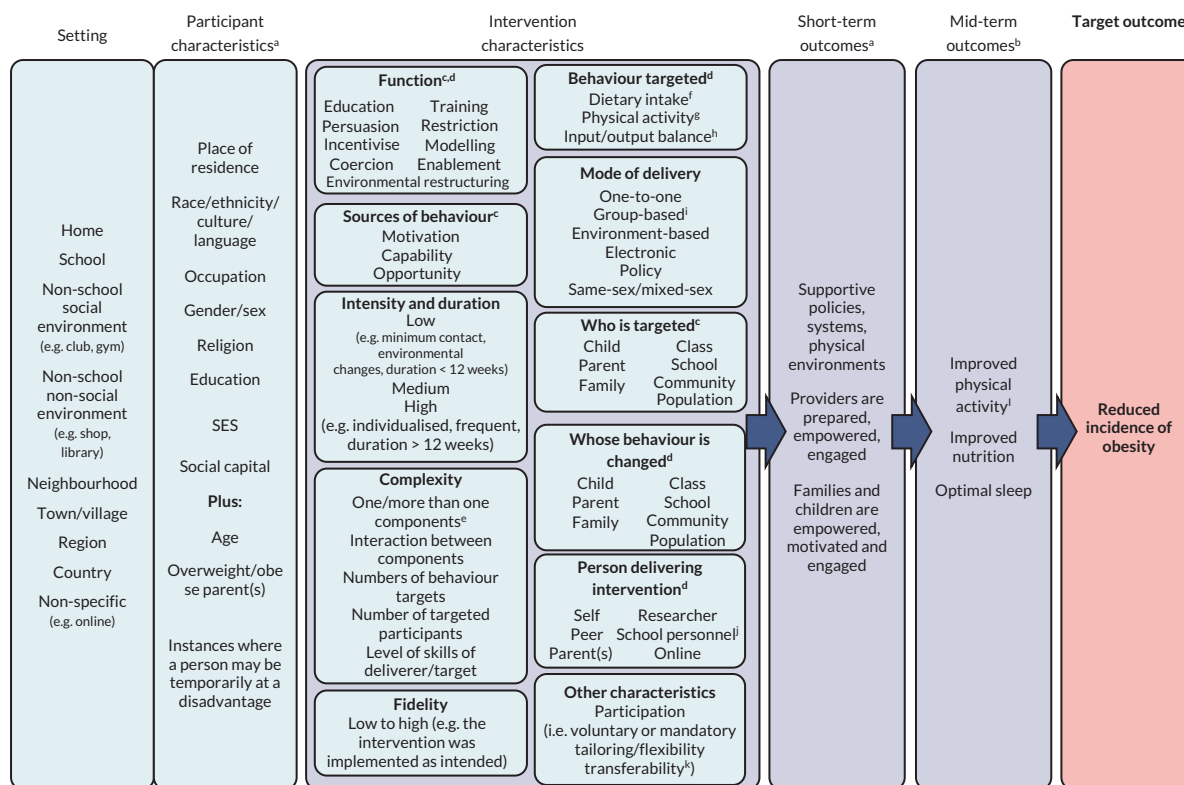 Setting
Participant
characteristicsᵃ
Intervention
characteristics
Short-term
outcomesᵃ
Mid-term
outcomesᵇ
Target outcome
Home
School
Non-school
social
environment
(e.g. club, gym)
Non-school
non-social
environment
(e.g. shop,
library)
Neighbourhood
Town/village
Region
Country
Non-specific
(e.g. online)
Place of
residence
Race/ethnicity/
culture/
language
Occupation
Gender/sex
Religion
Education
SES
Social capital
Plus:
Age
Overweight/obe
se parent(s)
Instances where
a person may be
temporarily at a
disadvantage
Functionᶜ,ᵈ
Education Training
Persuasion Restriction
Incentivise Modelling
Coercion Enablement
Environmental restructuring
Sources of behaviourᶜ
Motivation
Capability
Opportunity
Intensity and duration
Low
(e.g. minimum contact,
environmental
changes, duration < 12 weeks)
Medium
High
(e.g. individualised, frequent,
duration > 12 weeks)
Complexity
One/more than one
componentsᵉ
Interaction between
components
Numbers of behaviour
targets
Number of targeted
participants
Level of skills of
deliverer/target
Fidelity
Low to high (e.g. the
intervention was
implemented as intended)
Behaviour targetedᵈ
Dietary intakeᶠ
Physical activityᵍ
Input/output balanceʰ
Mode of delivery
One-to-one
Group-basedⁱ
Environment-based
Electronic
Policy
Same-sex/mixed-sex
Who is targetedᶜ
Child Class
Parent School
Family Community
Population
Whose behaviour is
changedᵈ
Child Class
Parent School
Family Community
Population
Person delivering
interventionᵈ
Self Researcher
Peer School personnelʲ
Parent(s) Online
Other characteristics
Participation
(i.e. voluntary or mandatory
tailoring/flexibility
transferabilityᵏ)
Supportive
policies,
systems,
physical
environments
Providers are
prepared,
empowered,
engaged
Families and
children are
empowered,
motivated and
engaged
Improved
physical
activityˡ
Improved
nutrition
Optimal sleep
Reduced
incidence of
obesity